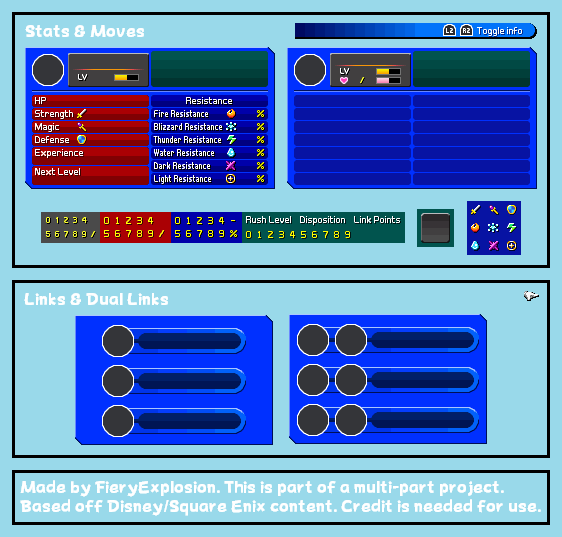 Stats & Moves
L2 R2 Toggle info
LV
LV
/
HP
Resistance
Strength
Fire Resistance %
Magic
Blizzard Resistance %
Defense
Thunder Resistance %
Experience
Water Resistance %
Next Level
Dark Resistance %
Light Resistance %
0 1 2 3 4
0 1 2 3 4
0 1 2 3 4 -
Rush Level Disposition Link Points
5 6 7 8 9 /
5 6 7 8 9 /
5 6 7 8 9 %
0 1 2 3 4 5 6 7 8 9
Links & Dual Links
Made by FieryExplosion. This is part of a multi-part project.
Based off Disney/Square Enix content. Credit is needed for use.